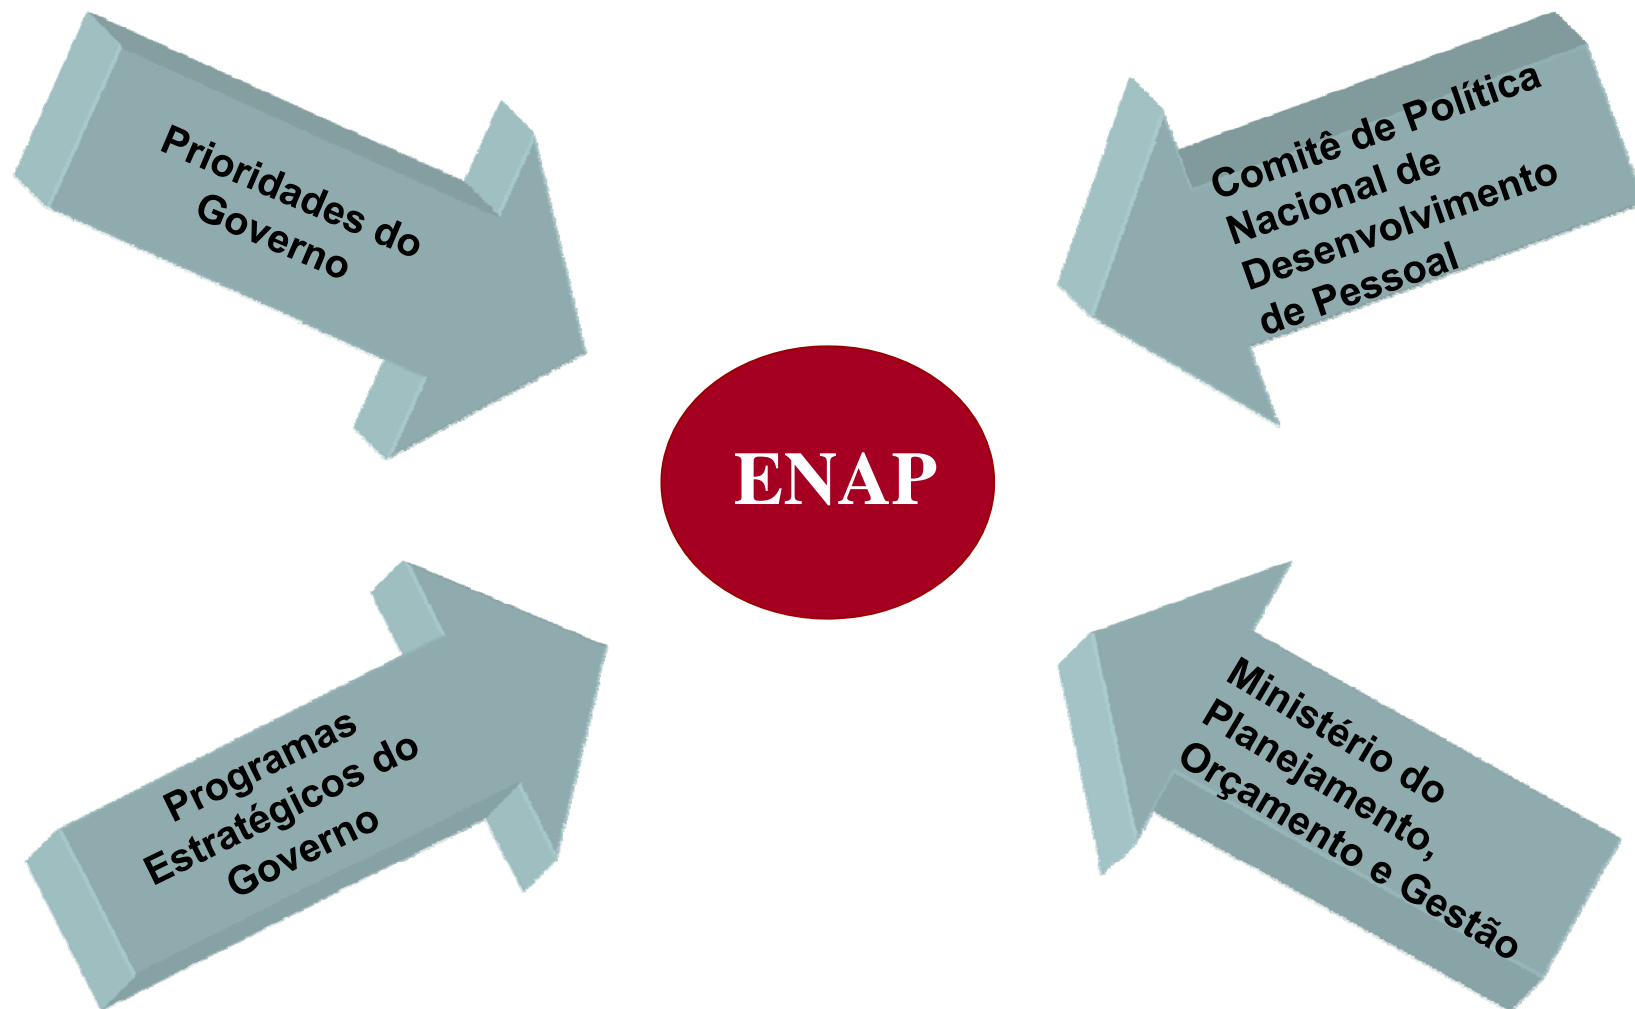 Prioridades do
Governo
Comitê de Política
Nacional de
Desenvolvimento
de Pessoal
ENAP
Programas
Estratégicos do
Governo
Ministério do
Planejamento,
Orçamento e Gestão